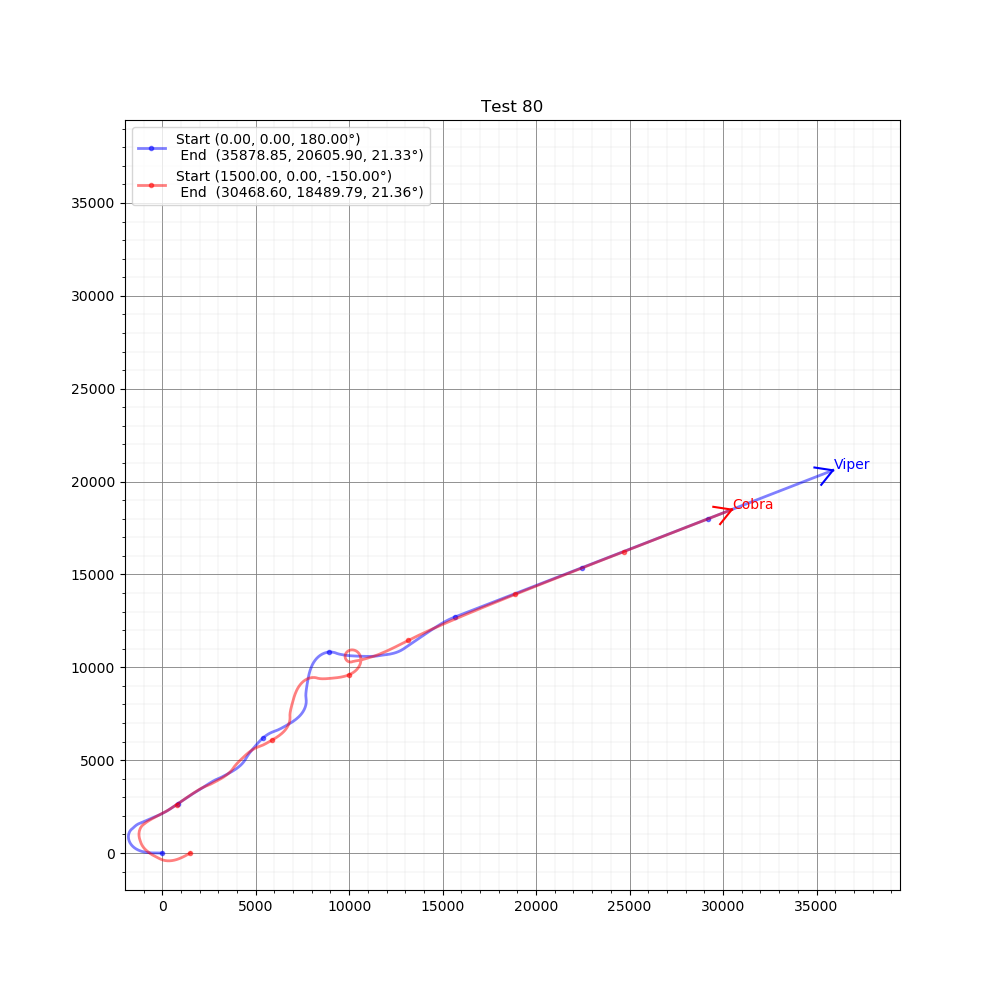 Test 80
Start (0.00, 0.00, 180.00°)
End (35878.85, 20605.90, 21.33°)
Start (1500.00, 0.00, -150.00°)
End (30468.60, 18489.79, 21.36°)
35000
30000
25000
20000
15000
10000
5000
0
Viper
Cobra
0 5000 10000 15000 20000 25000 30000 35000